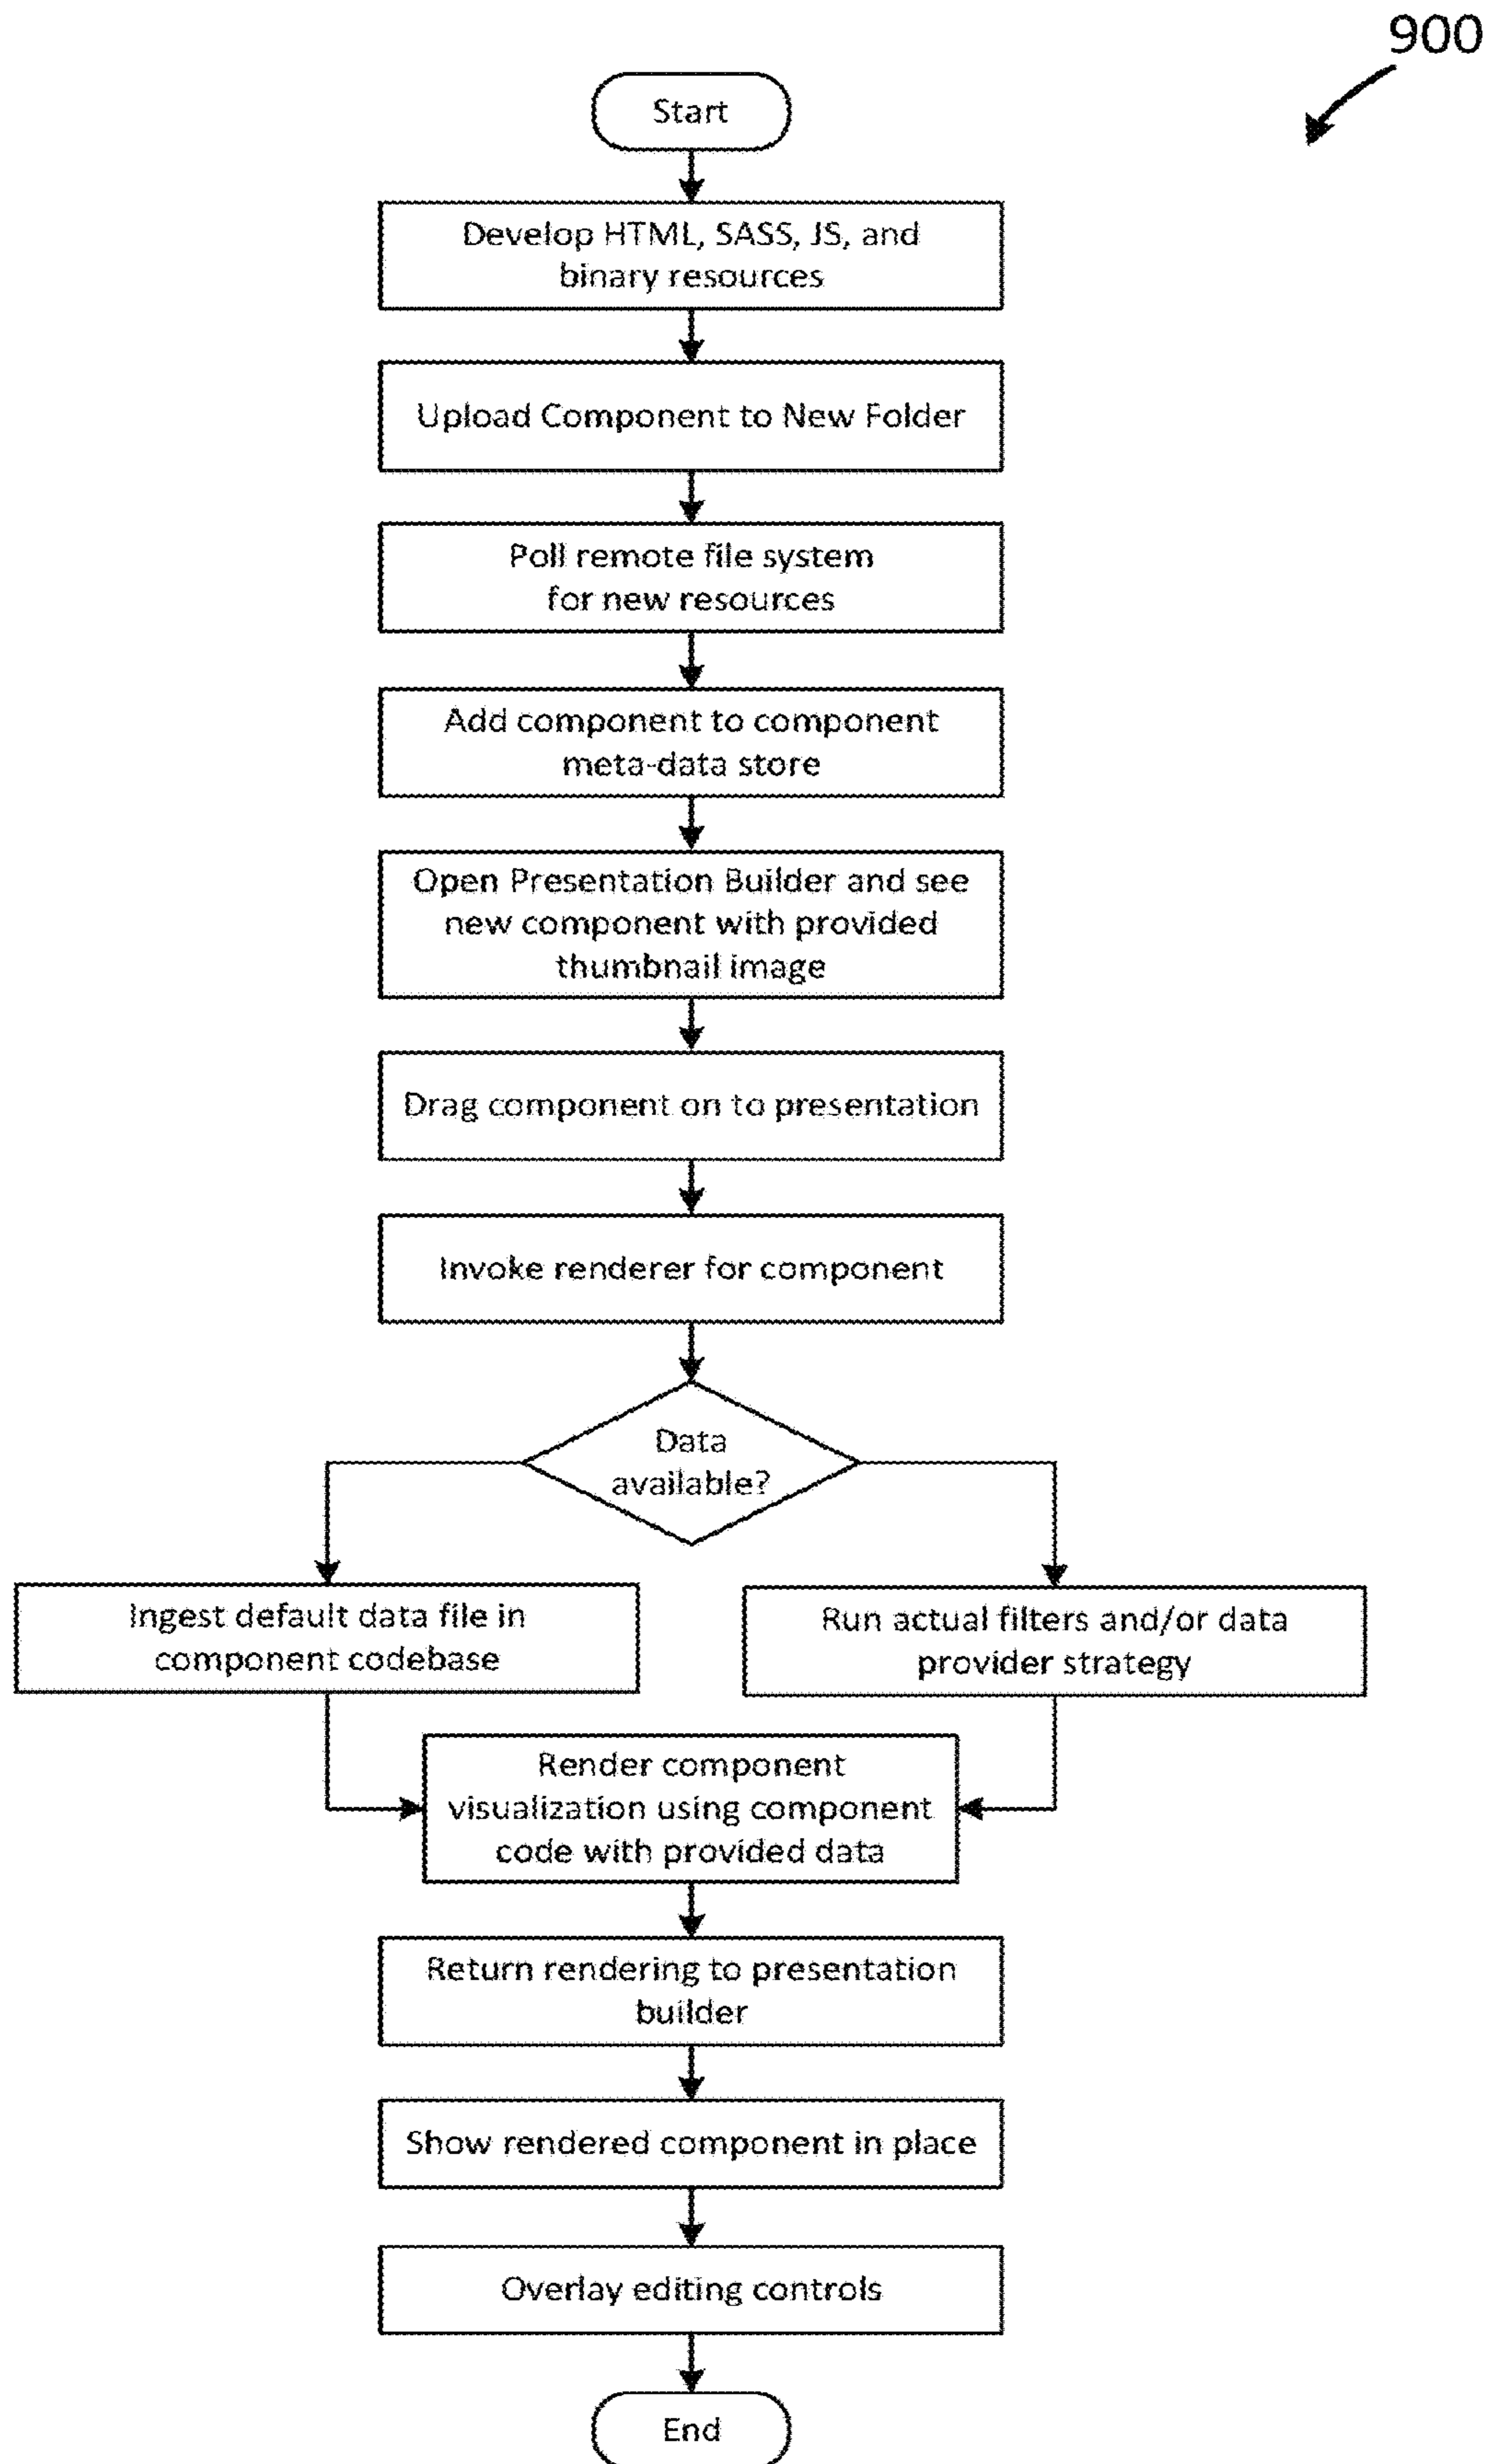 900
Start
Develop HTML, SASS, JS, and
binary resources
Upload Component to New Folder
Poll remote file system
for new resources
Add component to component
meta-data store
Open Presentation Builder and see
new component with provided
thumbnail image
Drag component on to presentation
Invoke renderer for component
Data
available?
Ingest default data file in
component codebase
Run actual filters and/or data
provider strategy
Render component
visualization using component
code with provided data
Return rendering to presentation
builder
Show rendered component in place
Overlay editing controls
End